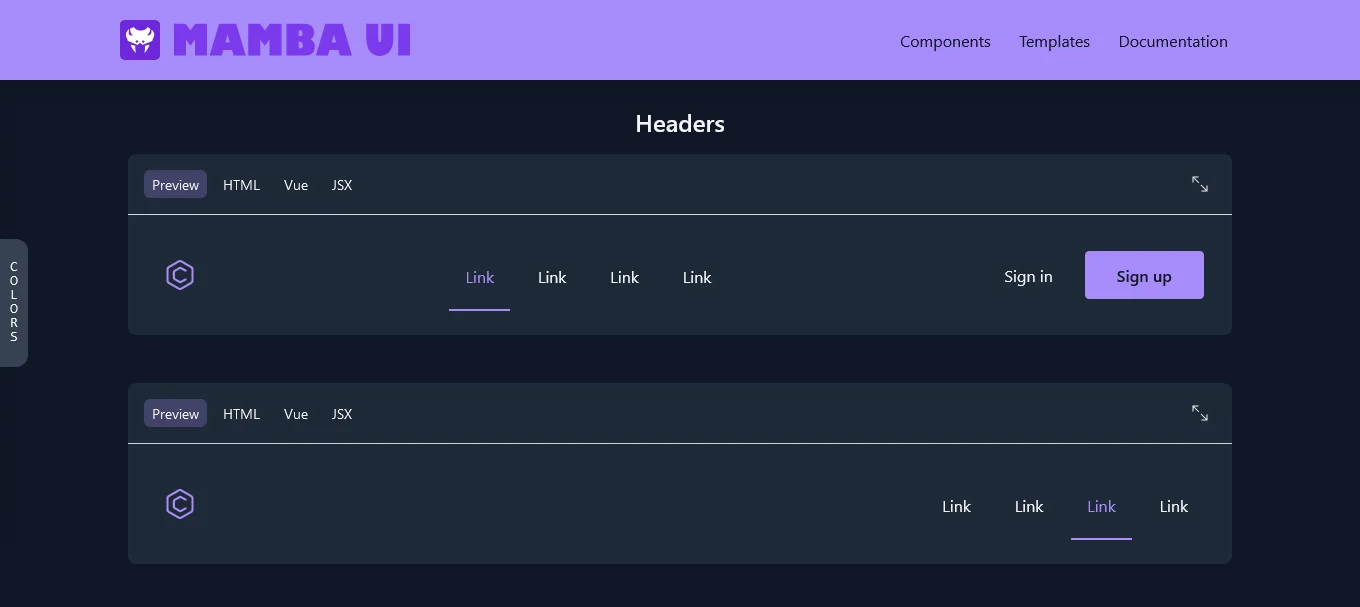 MAMBA UI Components Templates Documentation
Headers
Preview HTML Vue JSX
COLORS
Link Link Link Link Sign in Sign up
Preview HTML Vue JSX
Link Link Link Link